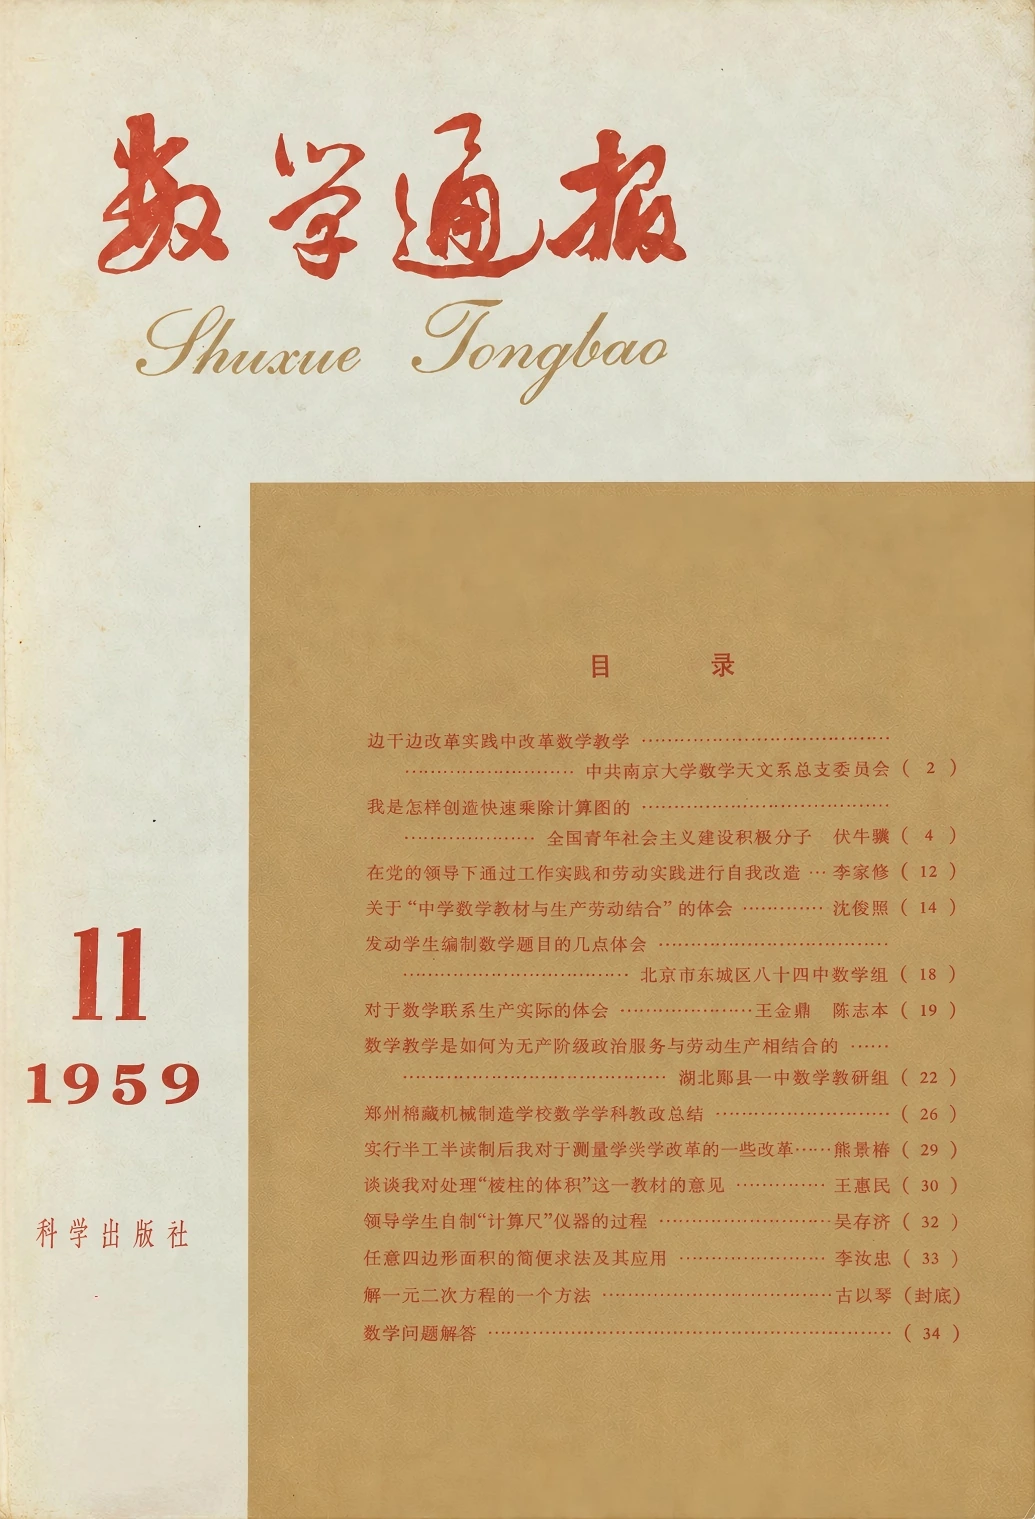 数学通报
Shuxue Tongbao
目 录
边干边改革实践中改革数学教学 ……………………………………
……………………… 中共南京大学数学天文系总支委员会 ( 2 )
我是怎样创造快速乘除计算图的 ……………………………………
………………… 全国青年社会主义建设积极分子 伏牛骥 ( 4 )
在党的领导下通过工作实践和劳动实践进行自我改造 … 李家修 ( 12 )
关于“中学数学教材与生产劳动结合”的体会 ………… 沈俊照 ( 14 )
发动学生编制数学题目的几点体会 ………………………………
……………………………… 北京市东城区八十四中数学组 ( 18 )
对于数学联系生产实际的体会 …………………王金鼎 陈志本 ( 19 )
数学教学是如何为无产阶级政治服务与劳动生产相结合的 ……
…………………………………… 湖北郧县一中数学教研组 ( 22 )
郑州棉藏机械制造学校数学学科教改总结 ……………………… ( 26 )
实行半工半读制后我对于测量学学改革的一些改革……熊景椿 ( 29 )
谈谈我对处理“棱柱的体积”这一教材的意见 …………… 王惠民 ( 30 )
领导学生自制“计算尺”仪器的过程 …………………………吴存济 ( 32 )
任意四边形面积的简便求法及其应用 …………………… 李汝忠 ( 33 )
解一元二次方程的一个方法 ………………………………古以琴 (封底)
数学问题解答 ……………………………………………………… ( 34 )
11
1959
科学出版社